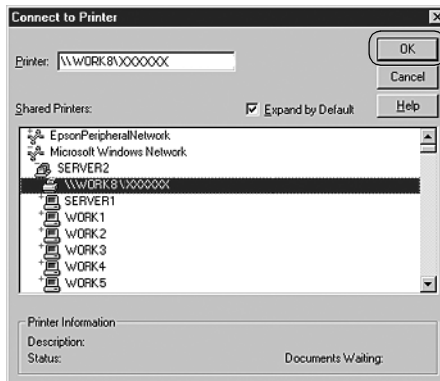 Connect to Printer
Printer: \\WORK8\XXXXXX
OK
Cancel
Shared Printers:
Expand by Default
Help
EpsonPeripheralNetwork
Microsoft Windows Network
SERVER2
\\WORK8\XXXXXX
SERVER1
WORK1
WORK2
WORK3
WORK4
WORK5
Printer Information
Description:
Status:
Documents Waiting: